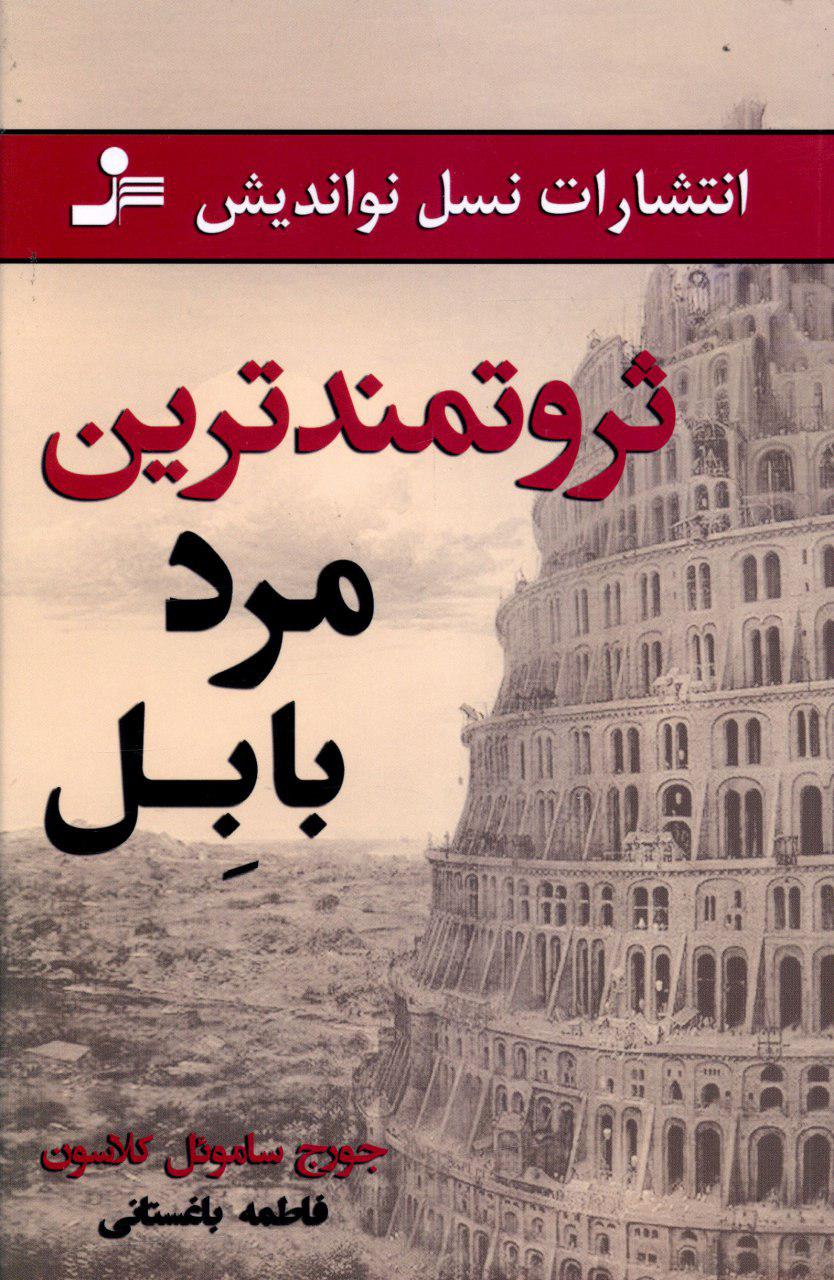 انتشارات نسل نواندیش
ثروتمندترین
مرد
بابِل
جورج ساموئل کلاسون
فاطمه باغستانی